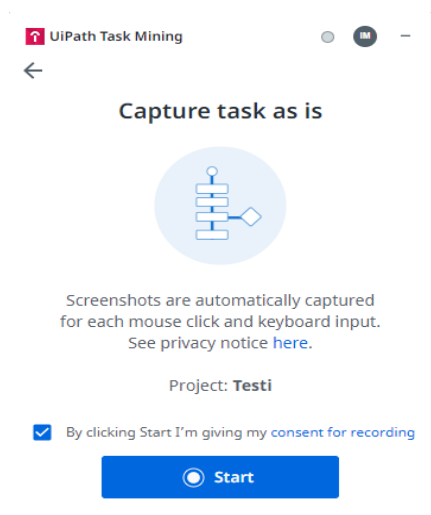 UiPath Task Mining
IM
Capture task as is
Screenshots are automatically captured
for each mouse click and keyboard input.
See privacy notice here.
Project: Testi
By clicking Start I'm giving my consent for recording
Start